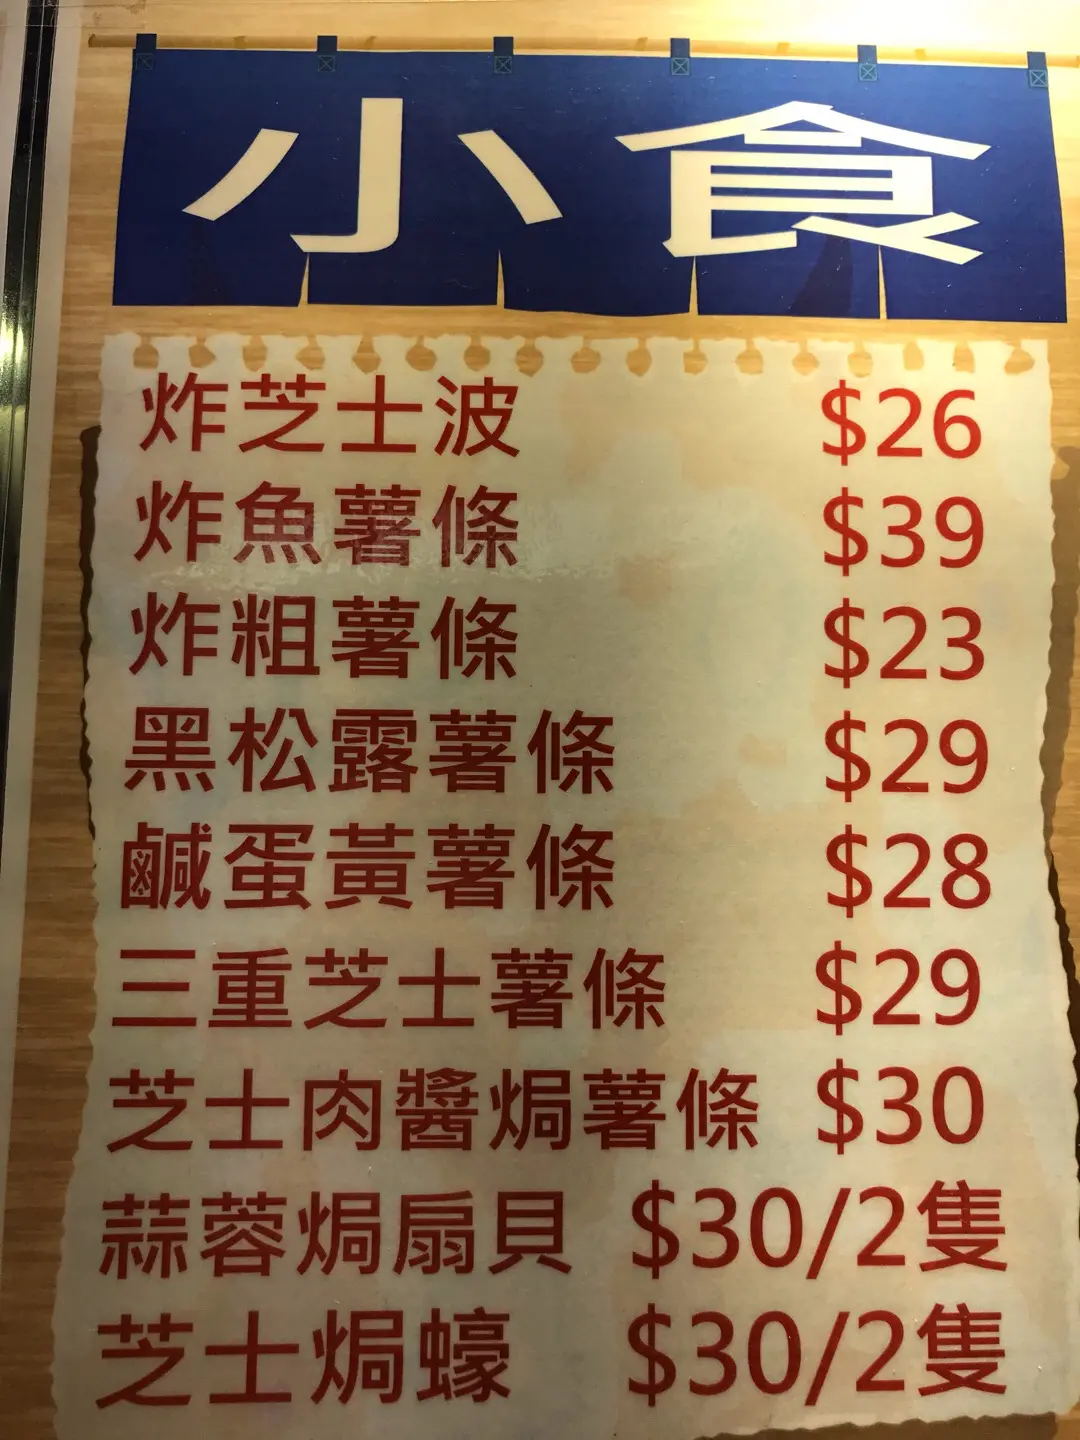 小食
炸芝士波 $26
炸魚薯條 $39
炸粗薯條 $23
黑松露薯條 $29
鹹蛋黃薯條 $28
三重芝士薯條 $29
芝士肉醬焗薯條 $30
蒜蓉焗扇貝 $30/2隻
芝士焗蠔 $30/2隻